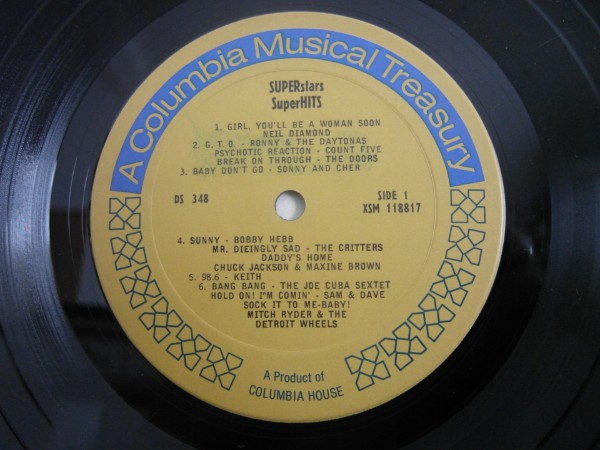 A Columbia Musical Treasury
SUPERstars
SuperHITS
1. GIRL, YOU'LL BE A WOMAN SOON
NEIL DIAMOND
2. G.T.O. - RONNY & THE DAYTONAS
PSYCHOTIC REACTION - COUNT FIVE
BREAK ON THROUGH - THE DOORS
3. BABY DON'T GO - SONNY AND CHER
DS 348
SIDE 1
XSM 118817
4. SUNNY - BOBBY HEBB
MR. DIEINGLY SAD - THE CRITTERS
DADDY'S HOME
CHUCK JACKSON & MAXINE BROWN
5. 98.6 - KEITH
6. BANG BANG - THE JOE CUBA SEXTET
HOLD ON! I'M COMIN' - SAM & DAVE
SOCK IT TO ME-BABY!
MITCH RYDER & THE
DETROIT WHEELS
A Product of
COLUMBIA HOUSE